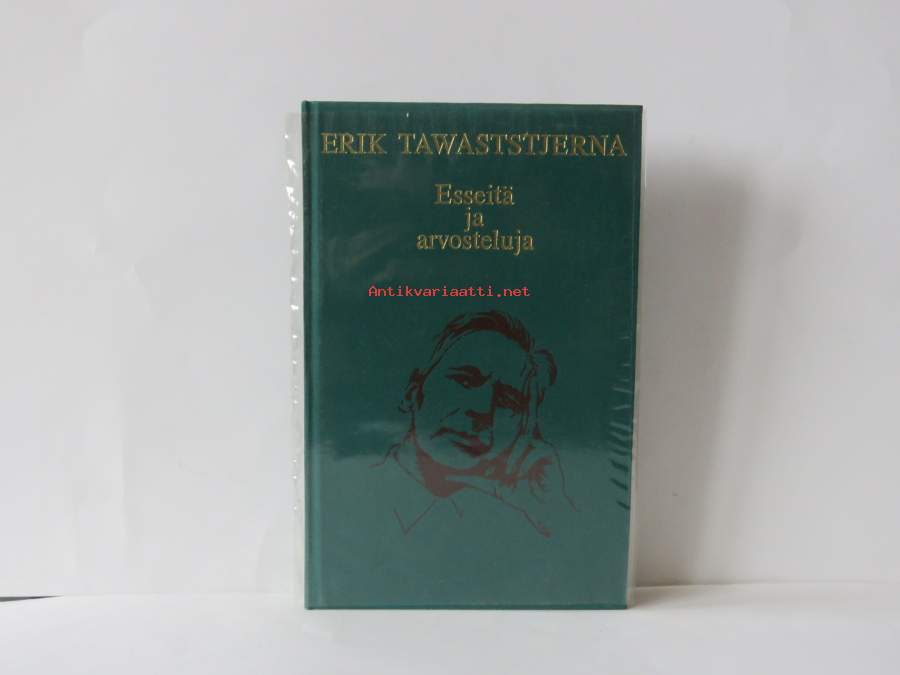 ERIK TAWASTSTJERNA
Esseitä
ja
arvosteluja
Antikvariaatti.net